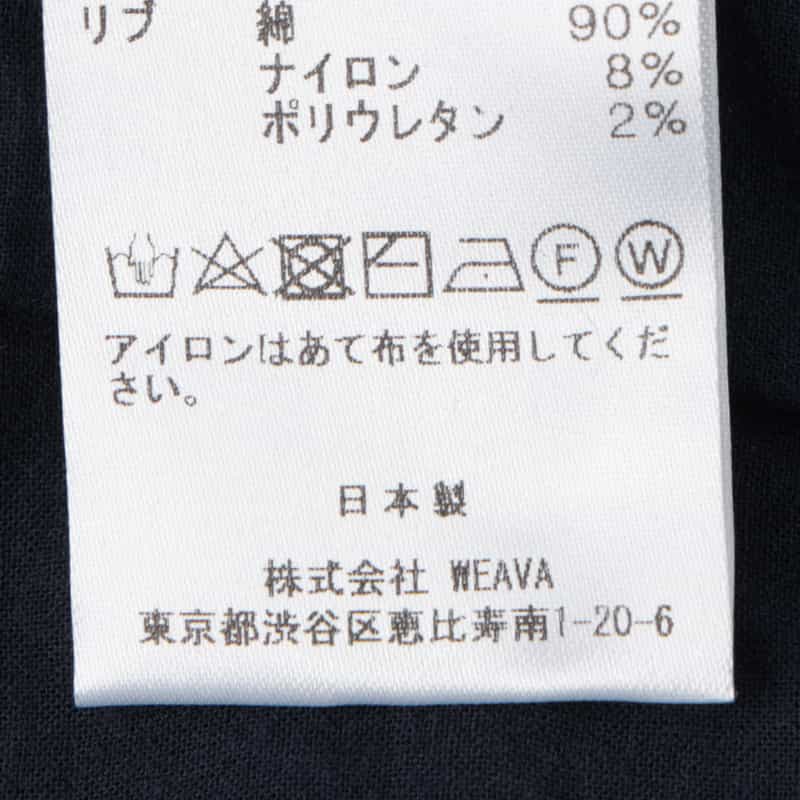 リブ 綿 90%
ナイロン 8%
ポリウレタン 2%
F W
アイロンはあて布を使用してくだ
さい。
日本製
株式会社 WEAVA
東京都渋谷区恵比寿南1-20-6